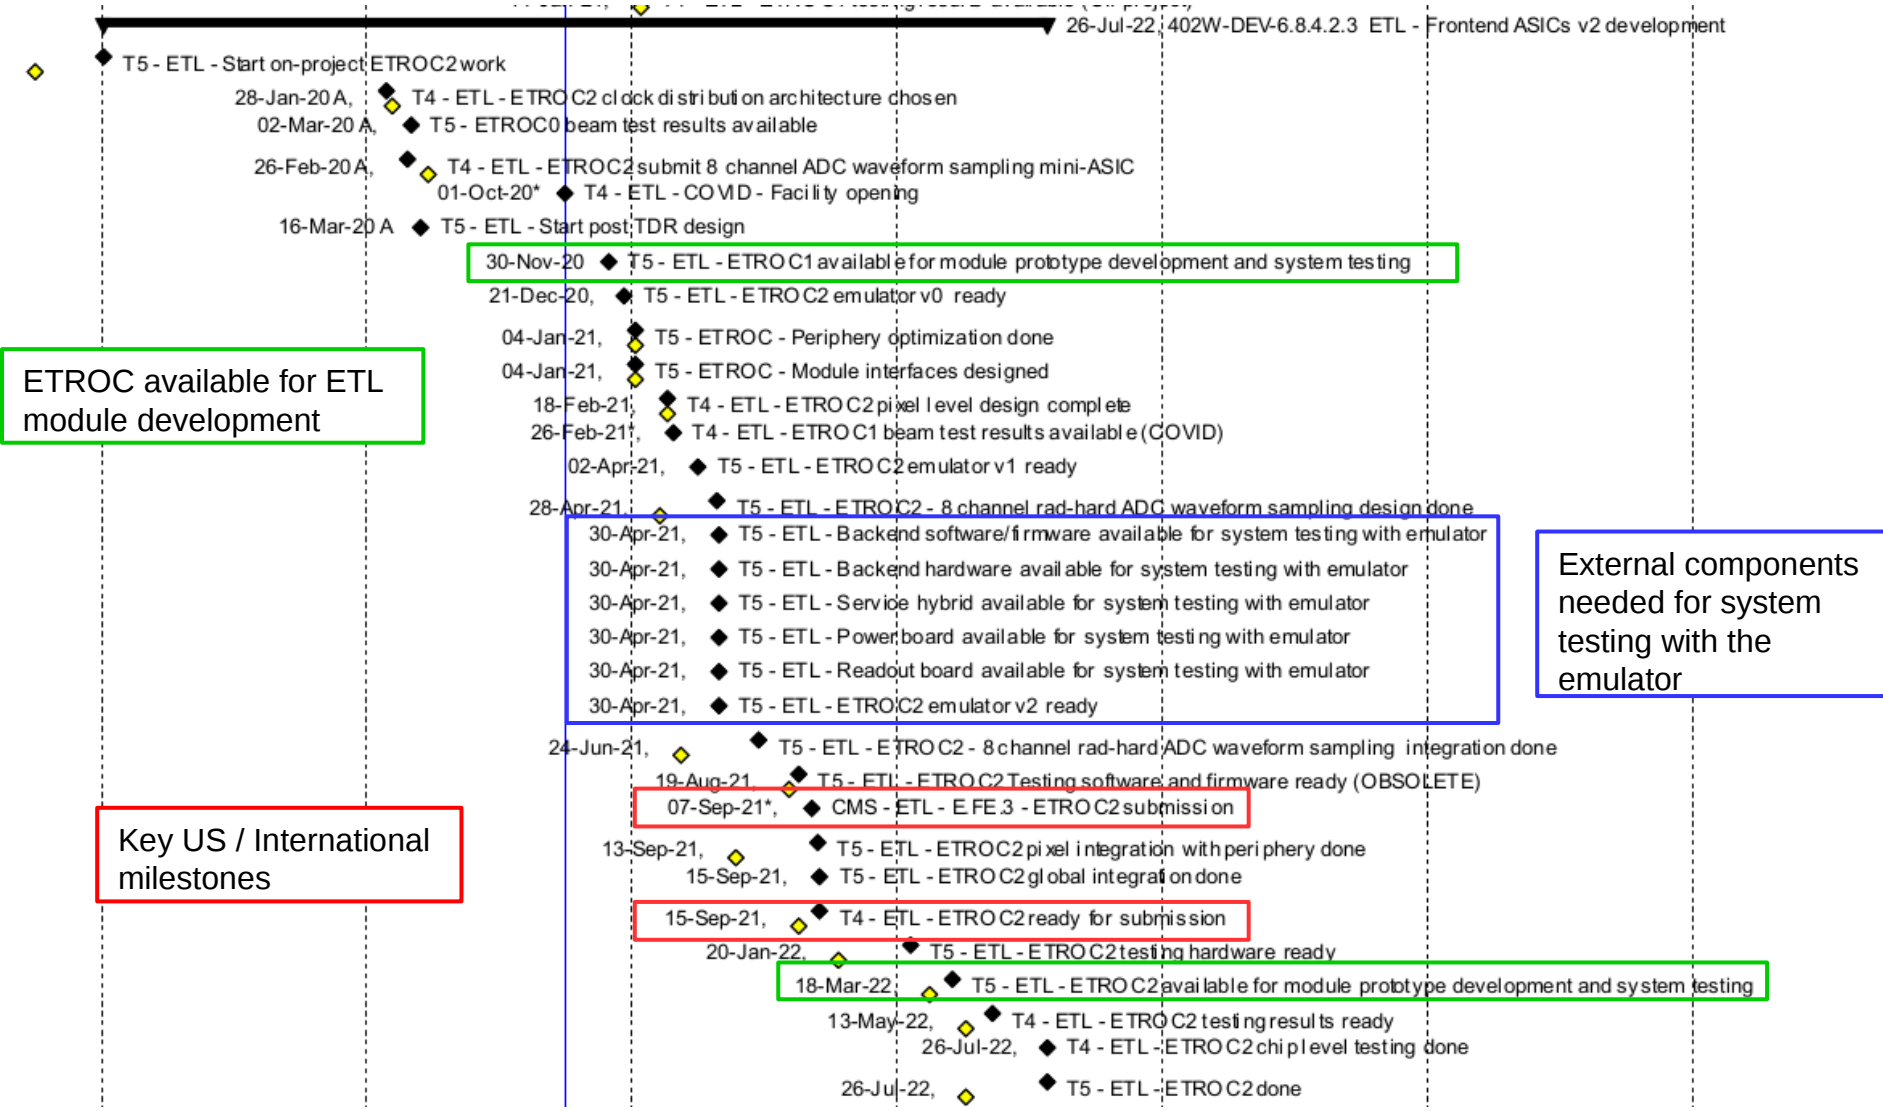 26-Jul-22, 402W-DEV-6.8.4.2.3 ETL - Frontend ASICs v2 development
T5 - ETL - Start on-project ETROC2 work
28-Jan-20 A, T4 - ETL - ETROC2 clock distribution architecture chosen
02-Mar-20 A, T5 - ETROC0 beam test results available
26-Feb-20 A, T4 - ETL - ETROC2 submit 8 channel ADC waveform sampling mini-ASIC
01-Oct-20* T4 - ETL - COVID - Facility opening
16-Mar-20 A T5 - ETL - Start post TDR design
30-Nov-20 T5 - ETL - ETROC1 available for module prototype development and system testing
21-Dec-20, T5 - ETL - ETROC2 emulator v0 ready
04-Jan-21, T5 - ETROC - Periphery optimization done
04-Jan-21, T5 - ETROC - Module interfaces designed
ETROC available for ETL
module development
18-Feb-21, T4 - ETL - ETROC2 pixel level design complete
26-Feb-21*, T4 - ETL - ETROC1 beam test results available (COVID)
02-Apr-21, T5 - ETL - ETROC2 emulator v1 ready
28-Apr-21, T5 - ETL - ETROC2 - 8 channel rad-hard ADC waveform sampling design done
30-Apr-21, T5 - ETL - Backend software/firmware available for system testing with emulator
30-Apr-21, T5 - ETL - Backend hardware available for system testing with emulator
30-Apr-21, T5 - ETL - Service hybrid available for system testing with emulator
30-Apr-21, T5 - ETL - Power board available for system testing with emulator
30-Apr-21, T5 - ETL - Readout board available for system testing with emulator
30-Apr-21, T5 - ETL - ETROC2 emulator v2 ready
External components
needed for system
testing with the
emulator
24-Jun-21, T5 - ETL - ETROC2 - 8 channel rad-hard ADC waveform sampling integration done
19-Aug-21, T5 - ETL - ETROC2 Testing software and firmware ready (OBSOLETE)
07-Sep-21*, CMS - ETL - E.FE.3 - ETROC2 submission
Key US / International
milestones
13-Sep-21, T5 - ETL - ETROC2 pixel integration with periphery done
15-Sep-21, T5 - ETL - ETROC2 global integration done
15-Sep-21, T4 - ETL - ETROC2 ready for submission
20-Jan-22, T5 - ETL - ETROC2 testing hardware ready
18-Mar-22, T5 - ETL - ETROC2 available for module prototype development and system testing
13-May-22, T4 - ETL - ETROC2 testing results ready
26-Jul-22, T4 - ETL - ETROC2 chip level testing done
26-Jul-22, T5 - ETL - ETROC2 done